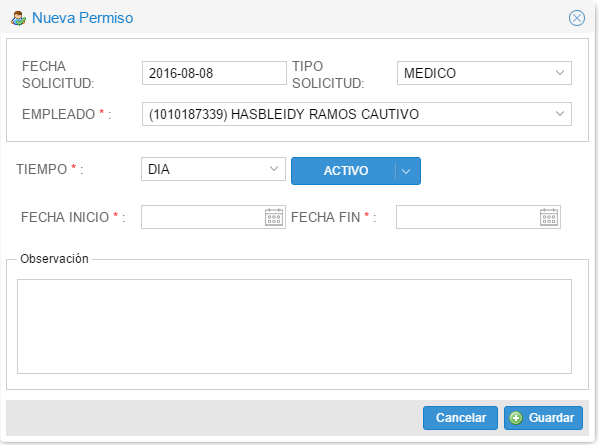 Nueva Permiso
FECHA SOLICITUD: 2016-08-08 TIPO SOLICITUD: MEDICO
EMPLEADO * : (1010187339) HASBLEIDY RAMOS CAUTIVO
TIEMPO * : DIA ACTIVO
FECHA INICIO * : FECHA FIN * :
Observación
Cancelar Guardar